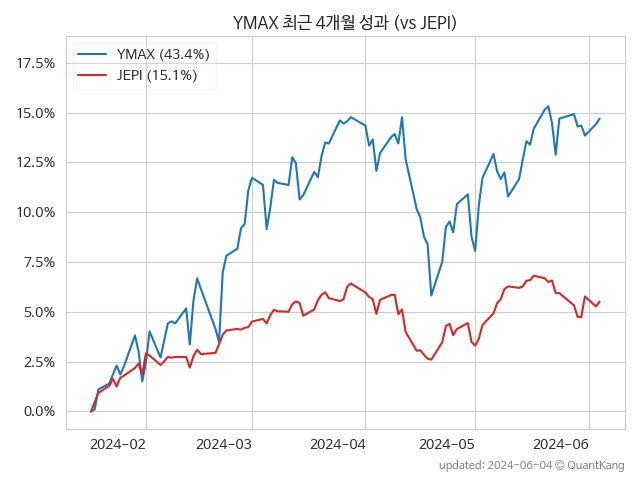 YMAX 최근 4개월 성과 (vs JEPI)
YMAX (43.4%)
JEPI (15.1%)
17.5%
15.0%
12.5%
10.0%
7.5%
5.0%
2.5%
0.0%
2024-02 2024-03 2024-04 2024-05 2024-06
updated: 2024-06-04 © QuantKang